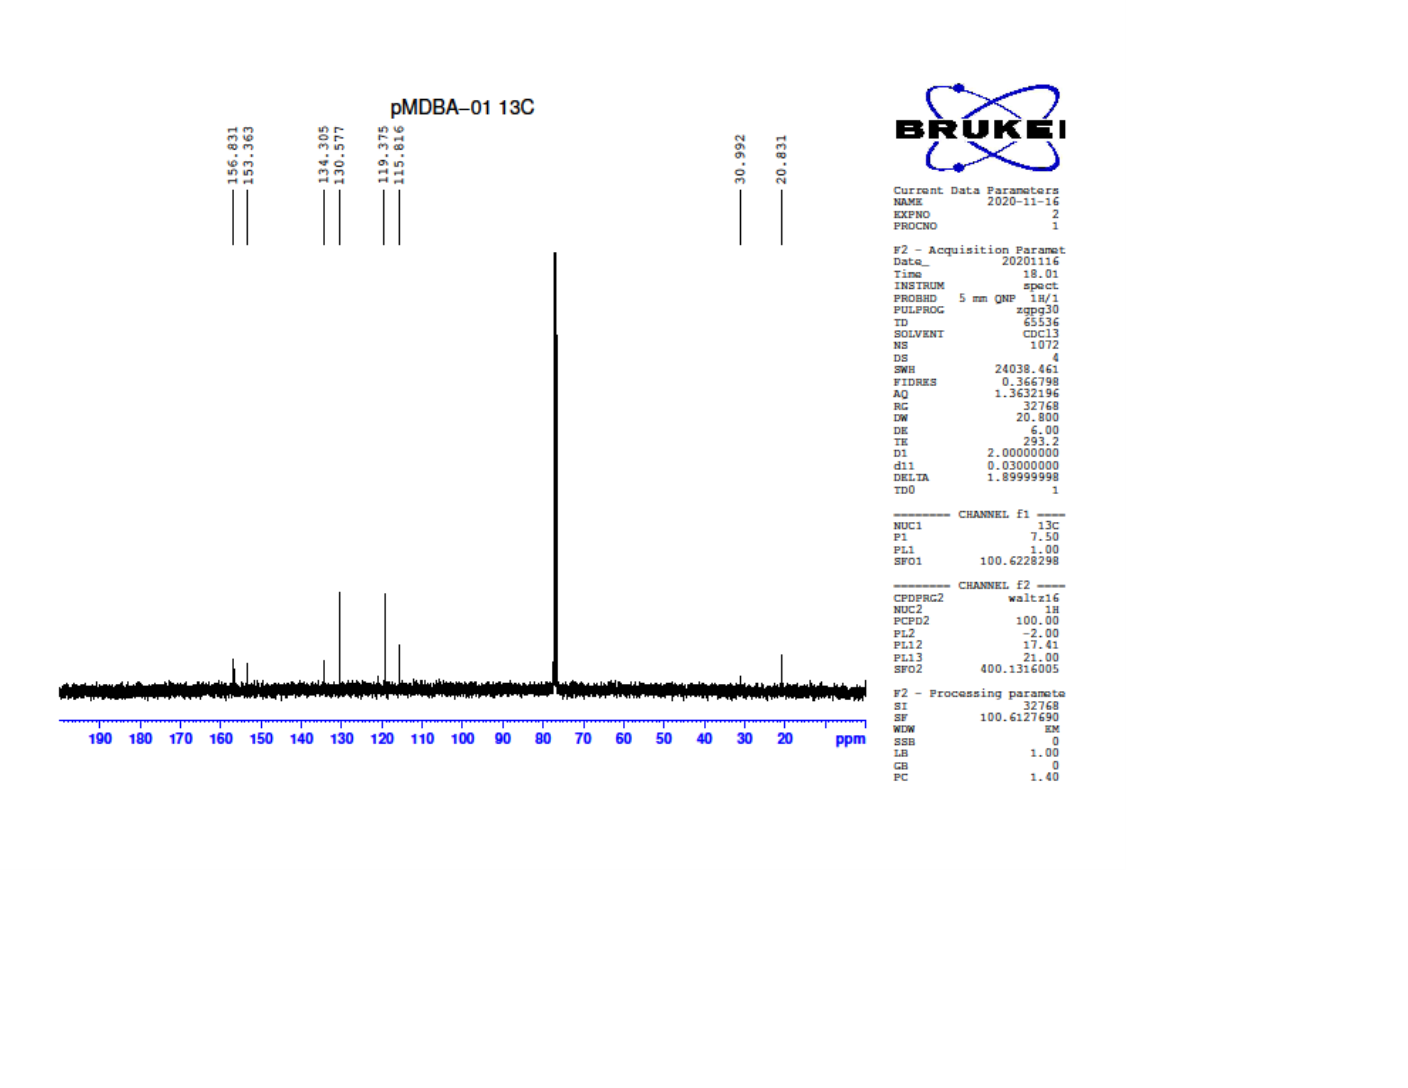 pMDBA-01 13C
156.831
153.363
134.305
130.577
119.375
115.816
30.992
20.831
190 180 170 160 150 140 130 120 110 100 90 80 70 60 50 40 30 20 ppm
BRUKE
Current Data Parameters
NAME 2020-11-16
EXPNO 2
PROCNO 1
F2 - Acquisition Paramet
Date_ 20201116
Time 18.01
INSTRUM spect
PROBHD 5 mm QNP 1H/1
PULPROG zgpg30
TD 65536
SOLVENT CDCl3
NS 1072
DS 4
SWH 24038.461
FIDRES 0.366798
AQ 1.3632196
RG 32768
DW 20.800
DE 6.00
TE 293.2
D1 2.00000000
d11 0.03000000
DELTA 1.89999998
TD0 1
======== CHANNEL f1 ====
NUC1 13C
P1 7.50
PL1 1.00
SFO1 100.6228298
======== CHANNEL f2 ====
CPDPRG2 waltz16
NUC2 1H
PCPD2 100.00
PL2 -2.00
PL12 17.41
PL13 21.00
SFO2 400.1316005
F2 - Processing paramete
SI 32768
SF 100.6127690
WDW EM
SSB 0
LB 1.00
GB 0
PC 1.40